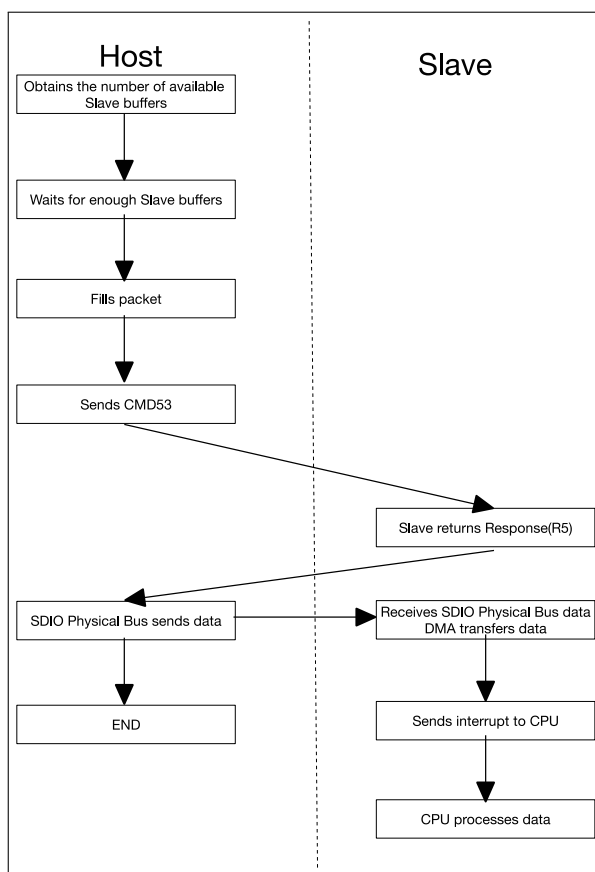 Host
Slave
Obtains the number of available
Slave buffers
Waits for enough Slave buffers
Fills packet
Sends CMD53
Slave returns Response(R5)
SDIO Physical Bus sends data
Receives SDIO Physical Bus data
DMA transfers data
END
Sends interrupt to CPU
CPU processes data